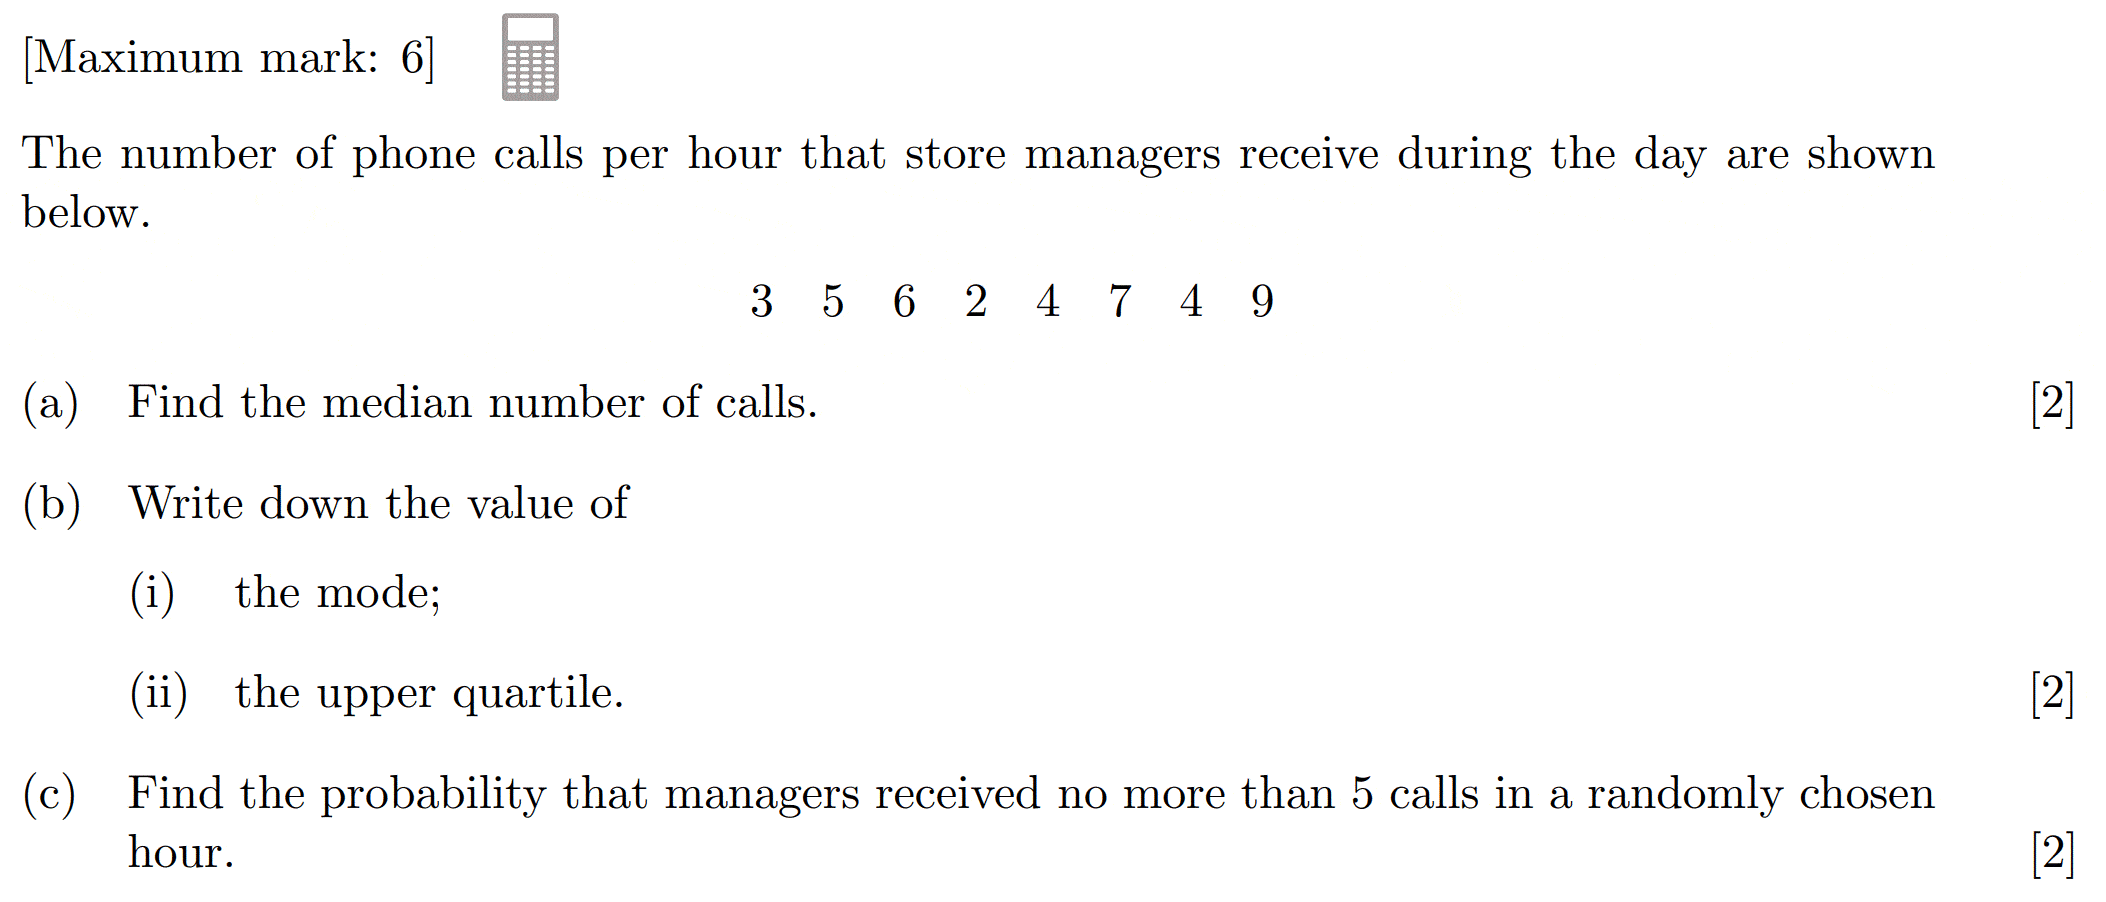 [Maximum mark: 6]
The number of phone calls per hour that store managers receive during the day are shown
below.
3 5 6 2 4 7 4 9
(a) Find the median number of calls. [2]
(b) Write down the value of
(i) the mode;
(ii) the upper quartile. [2]
(c) Find the probability that managers received no more than 5 calls in a randomly chosen
hour. [2]